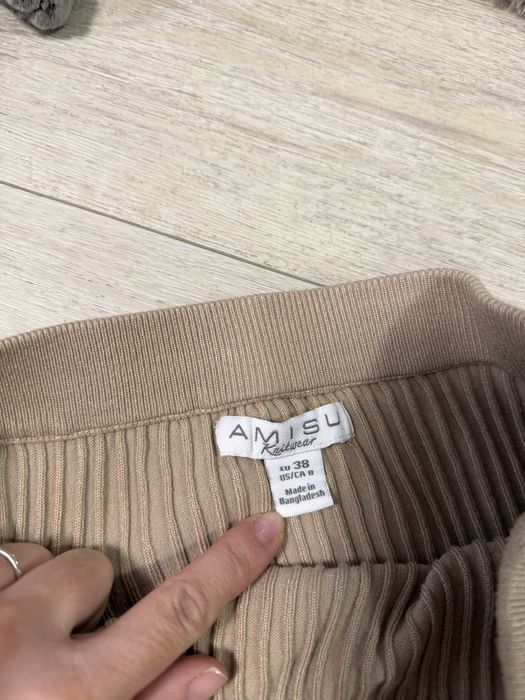 AMISU
Knitwear
EU 38
US/CA 8
Made in
Bangladesh